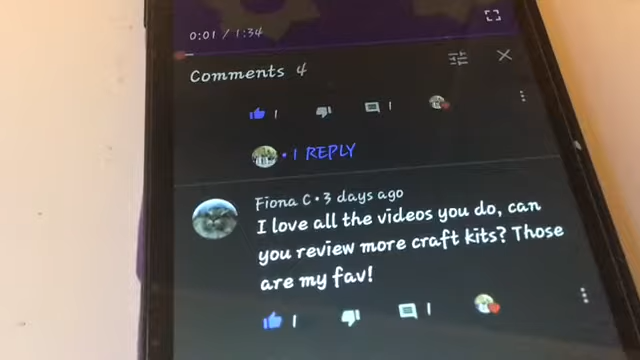 0:01 / 1:34
Comments 4
1 1
• 1 REPLY
Fiona C • 3 days ago
I love all the videos you do, can
you review more craft kits? Those
are my fav!
1 1